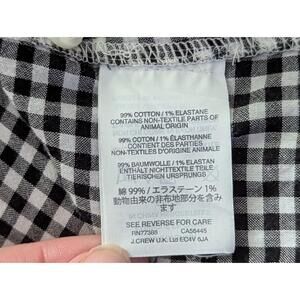 99% COTTON / 1% ELASTANE
CONTAINS NON-TEXTILE PARTS OF
ANIMAL ORIGIN
99% COTON / 1% ÉLASTHANNE
CONTIENT DES PARTIES
NON-TEXTILES D'ORIGINE ANIMALE
99% BAUMWOLLE / 1% ELASTAN
ENTHÄLT NICHTTEXTILE TEILE
TIERISCHEN URSPRUNGS
綿 99% / エラステーン 1%
動物由来の非布地部分を含み
ます
SEE REVERSE FOR CARE
RN77388 CA56445
J.CREW U.K. Ltd EC4V 6JA